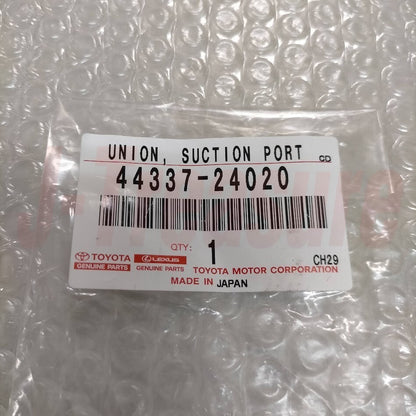 UNION, SUCTION PORT GD
44337-24020
QTY: 1
TOYOTA LEXUS
GENUINE PARTS GENUINE PARTS TOYOTA MOTOR CORPORATION CH29
MADE IN JAPAN